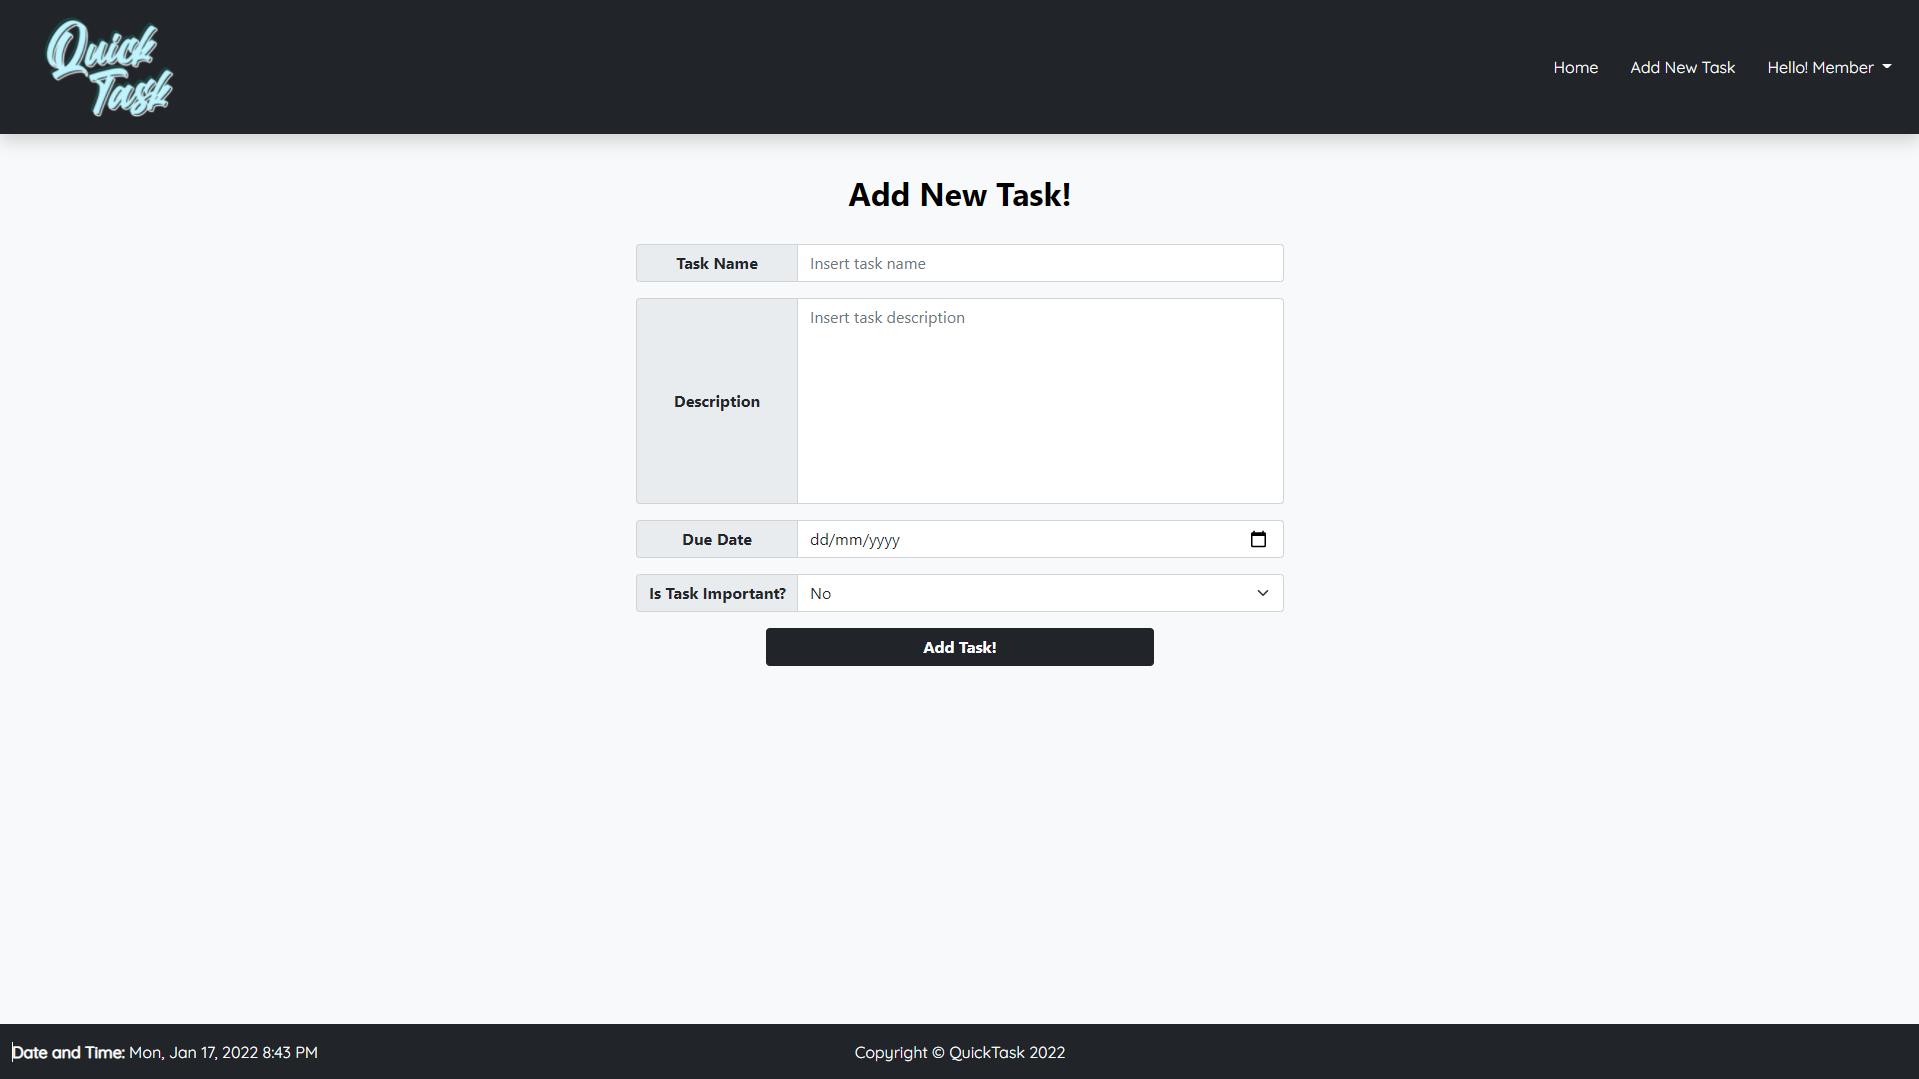 Quick
Task
Home
Add New Task
Hello! Member
Add New Task!
Task Name
Insert task name
Description
Insert task description
Due Date
dd/mm/yyyy
Is Task Important?
No
Add Task!
Date and Time: Mon, Jan 17, 2022 8:43 PM
Copyright © QuickTask 2022